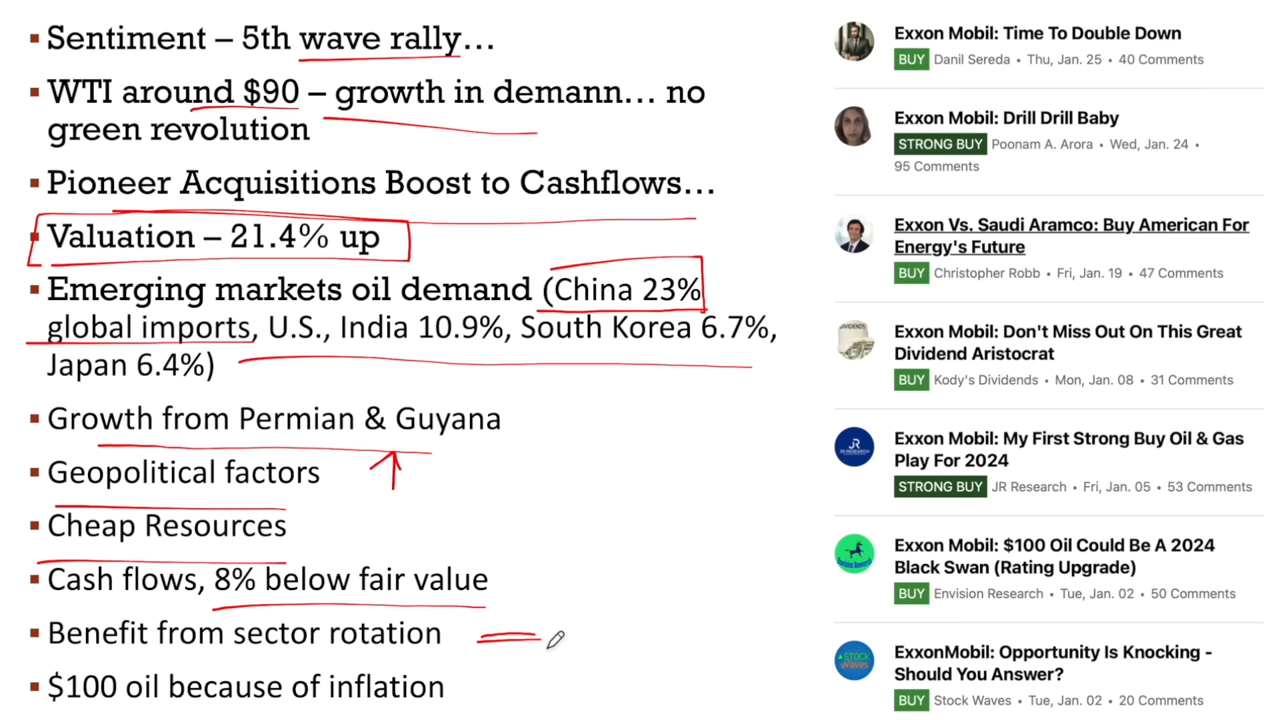 ▪ Sentiment – 5th wave rally…
▪ WTI around $90 – growth in demann… no
green revolution
▪ Pioneer Acquisitions Boost to Cashflows…
▪ Valuation – 21.4% up
▪ Emerging markets oil demand (China 23%
global imports, U.S., India 10.9%, South Korea 6.7%,
Japan 6.4%)
▪ Growth from Permian & Guyana
▪ Geopolitical factors
▪ Cheap Resources
▪ Cash flows, 8% below fair value
▪ Benefit from sector rotation
▪ $100 oil because of inflation
Exxon Mobil: Time To Double Down
BUY Danil Sereda • Thu, Jan. 25 • 40 Comments
Exxon Mobil: Drill Drill Baby
STRONG BUY Poonam A. Arora • Wed, Jan. 24 •
95 Comments
Exxon Vs. Saudi Aramco: Buy American For
Energy's Future
BUY Christopher Robb • Fri, Jan. 19 • 47 Comments
DIVIDENDS
Exxon Mobil: Don't Miss Out On This Great
Dividend Aristocrat
BUY Kody's Dividends • Mon, Jan. 08 • 31 Comments
JR
JR RESEARCH
Exxon Mobil: My First Strong Buy Oil & Gas
Play For 2024
STRONG BUY JR Research • Fri, Jan. 05 • 53 Comments
Envision Research
Exxon Mobil: $100 Oil Could Be A 2024
Black Swan (Rating Upgrade)
BUY Envision Research • Tue, Jan. 02 • 50 Comments
STOCK
Waves
ExxonMobil: Opportunity Is Knocking -
Should You Answer?
BUY Stock Waves • Tue, Jan. 02 • 20 Comments